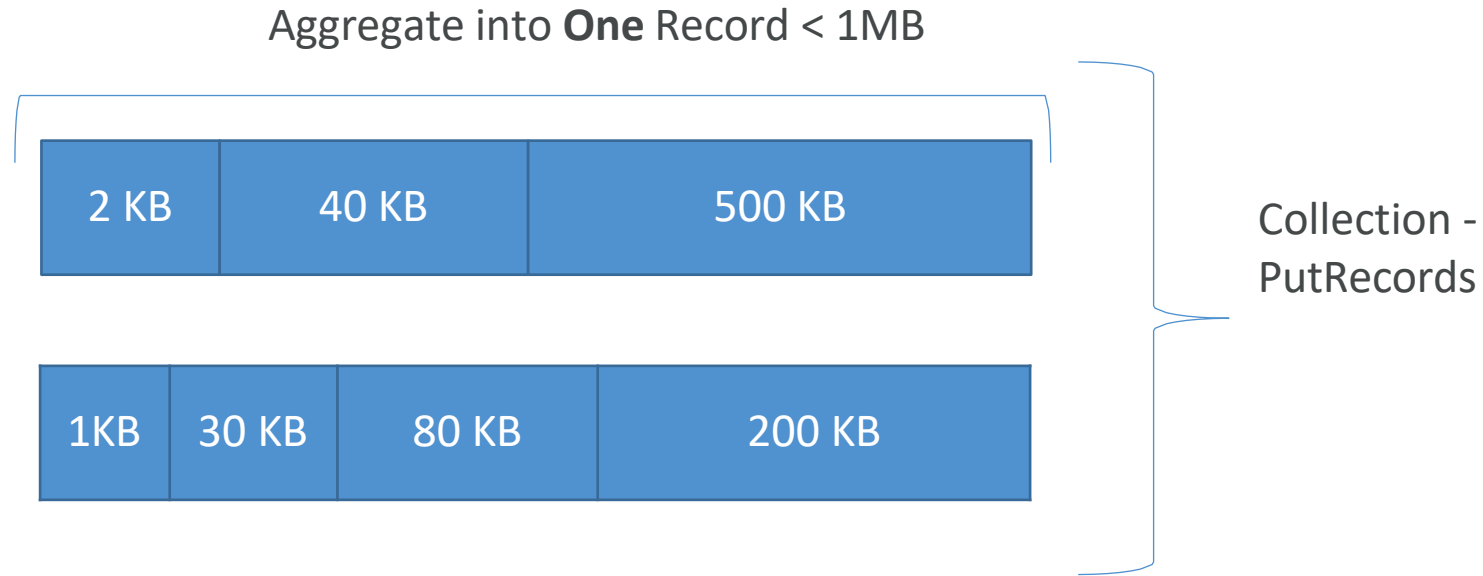 Aggregate into One Record < 1MB
2 KB
40 KB
500 KB
Collection -
PutRecords
1KB
30 KB
80 KB
200 KB